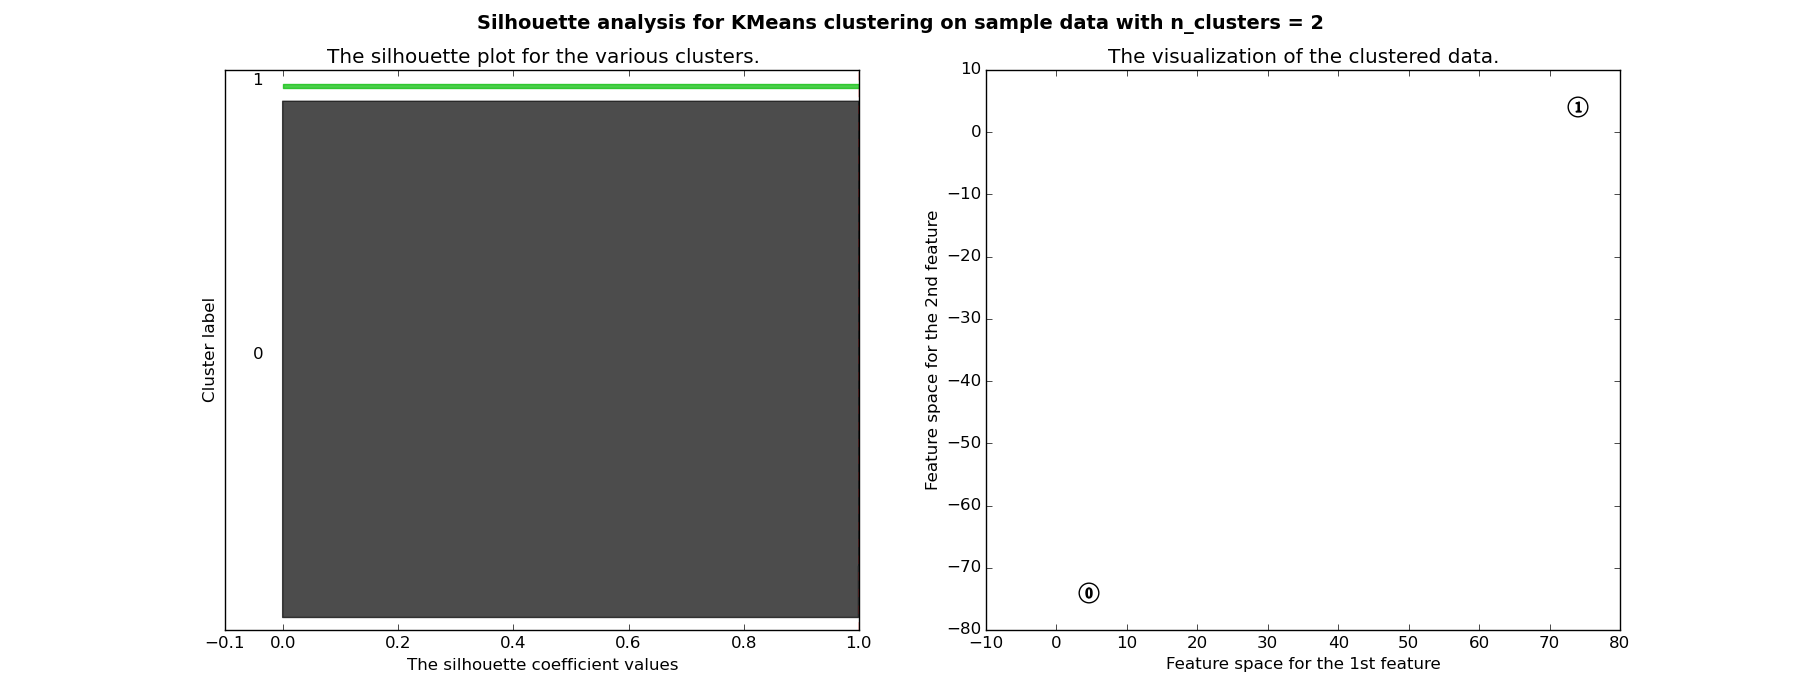 Silhouette analysis for KMeans clustering on sample data with n_clusters = 2
The silhouette plot for the various clusters.
1
0
Cluster label
−0.1 0.0 0.2 0.4 0.6 0.8 1.0
The silhouette coefficient values
The visualization of the clustered data.
10
0
−10
−20
−30
−40
−50
−60
−70
−80
Feature space for the 2nd feature
1
0
−10 0 10 20 30 40 50 60 70 80
Feature space for the 1st feature